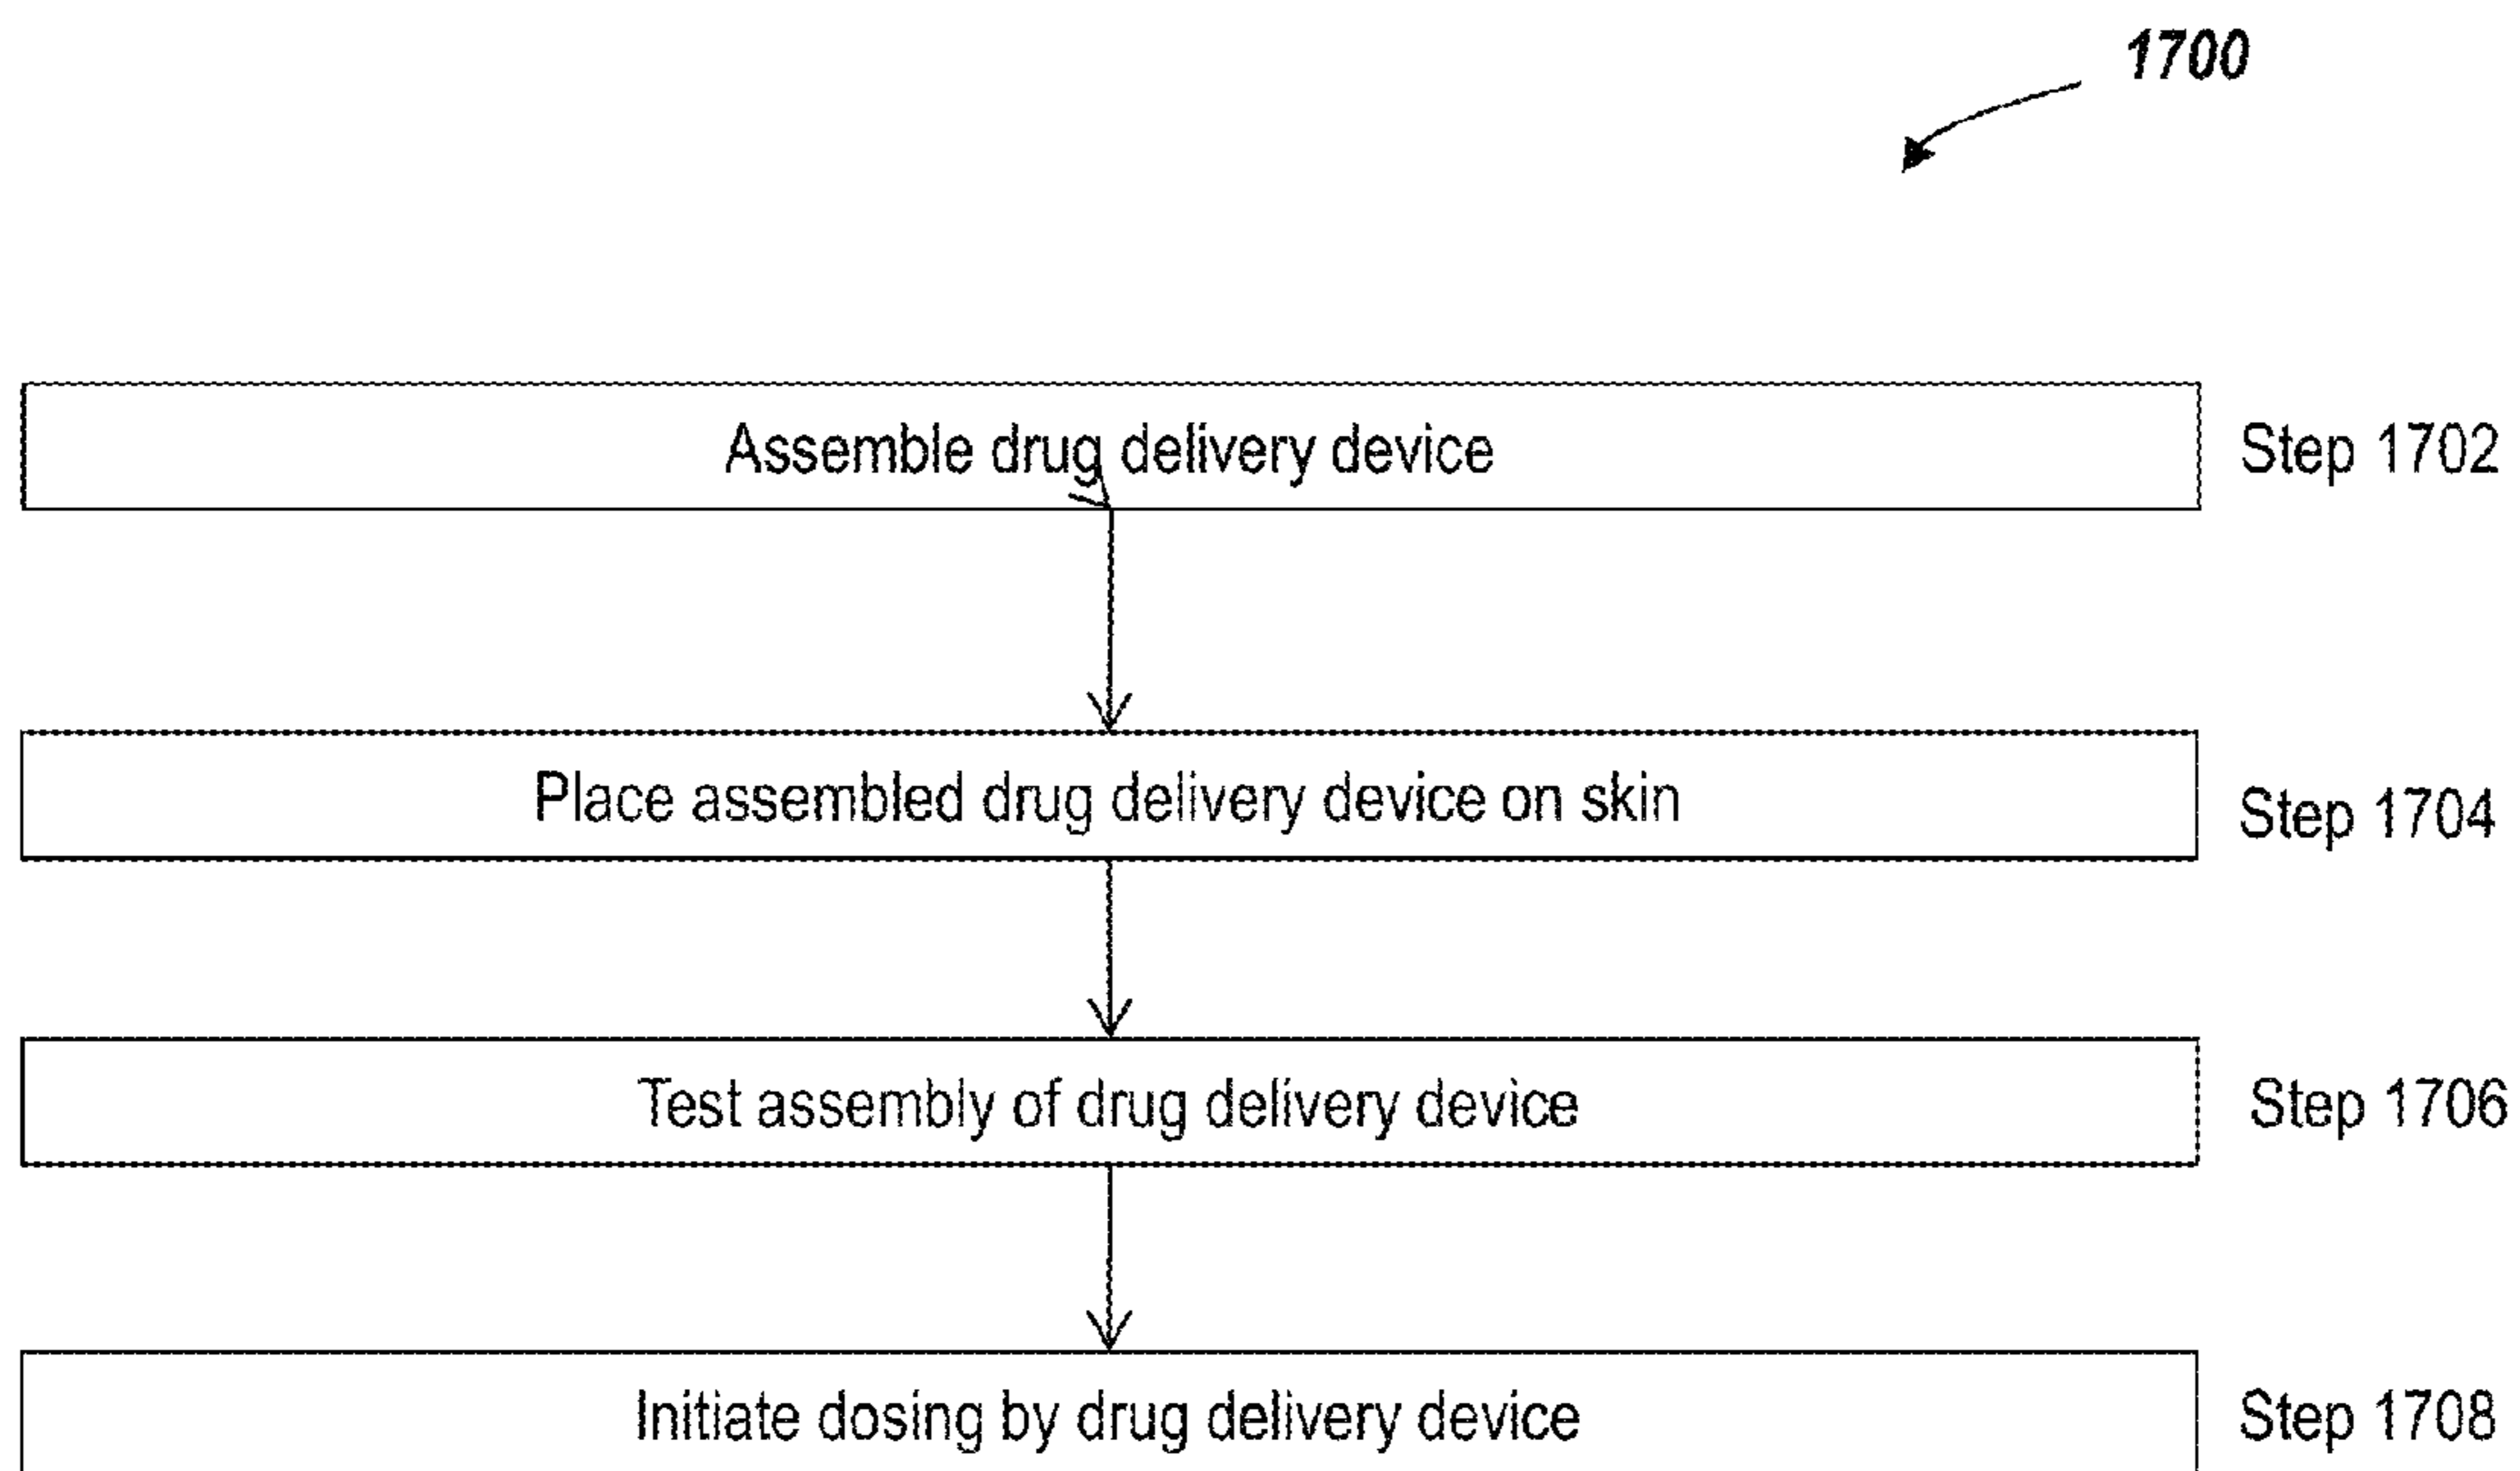 1700
Assemble drug delivery device
Step 1702
Place assembled drug delivery device on skin
Step 1704
Test assembly of drug delivery device
Step 1706
Initiate dosing by drug delivery device
Step 1708